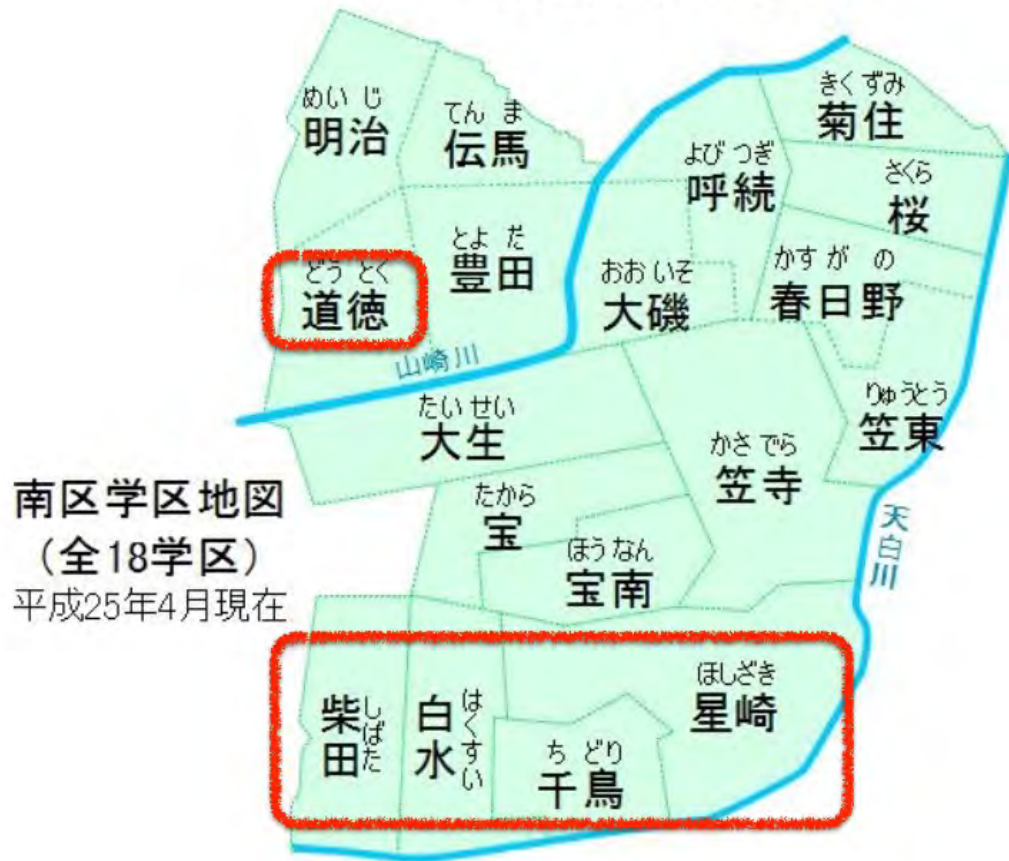 きくずみ
菊住
めいじ
明治
てんま
伝馬
よびつぎ
呼続
さくら
桜
どうとく
道徳
とよだ
豊田
おおいそ
大磯
かすがの
春日野
山崎川
たいせい
大生
りゅうとう
笠東
かさでら
笠寺
南区学区地図
(全18学区)
平成25年4月現在
たから
宝
ほうなん
宝南
天白川
しばた
柴田
はくすい
白水
ちどり
千鳥
ほしざき
星崎